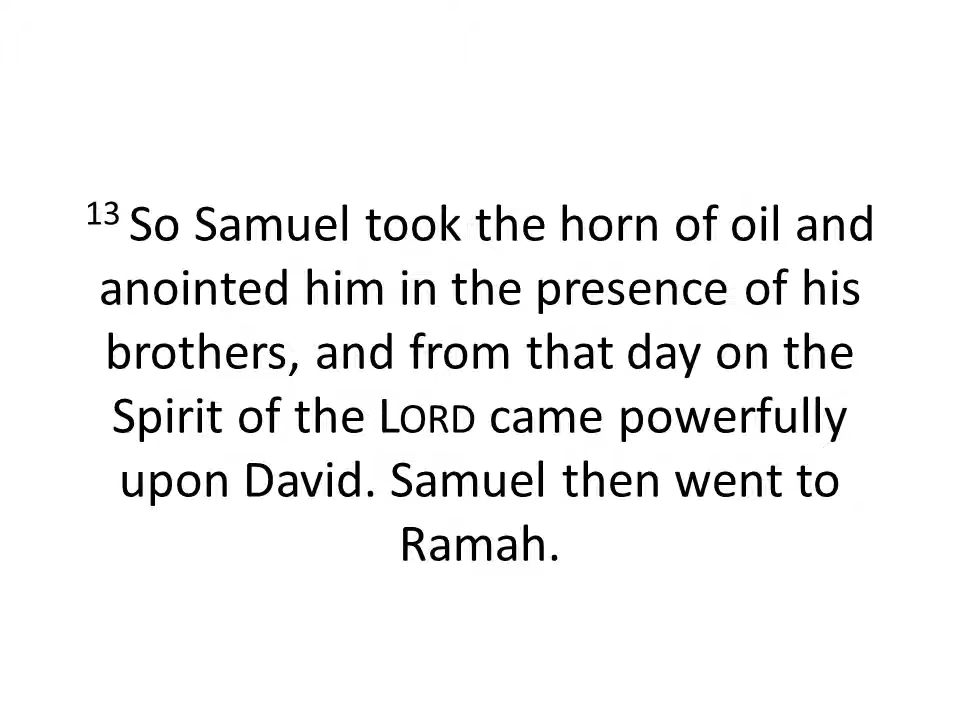 13 So Samuel took the horn of oil and
anointed him in the presence of his
brothers, and from that day on the
Spirit of the LORD came powerfully
upon David. Samuel then went to
Ramah.